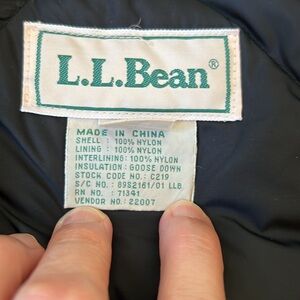 L.L.Bean®
MADE IN CHINA
SHELL : 100% NYLON
LINING : 100% NYLON
INTERLINING: 100% NYLON
INSULATION: GOOSE DOWN
STOCK CODE NO.: C219
S/C NO.: 89S2161/01 LLB
RN NO.: 71341
VENDOR NO.: 22007